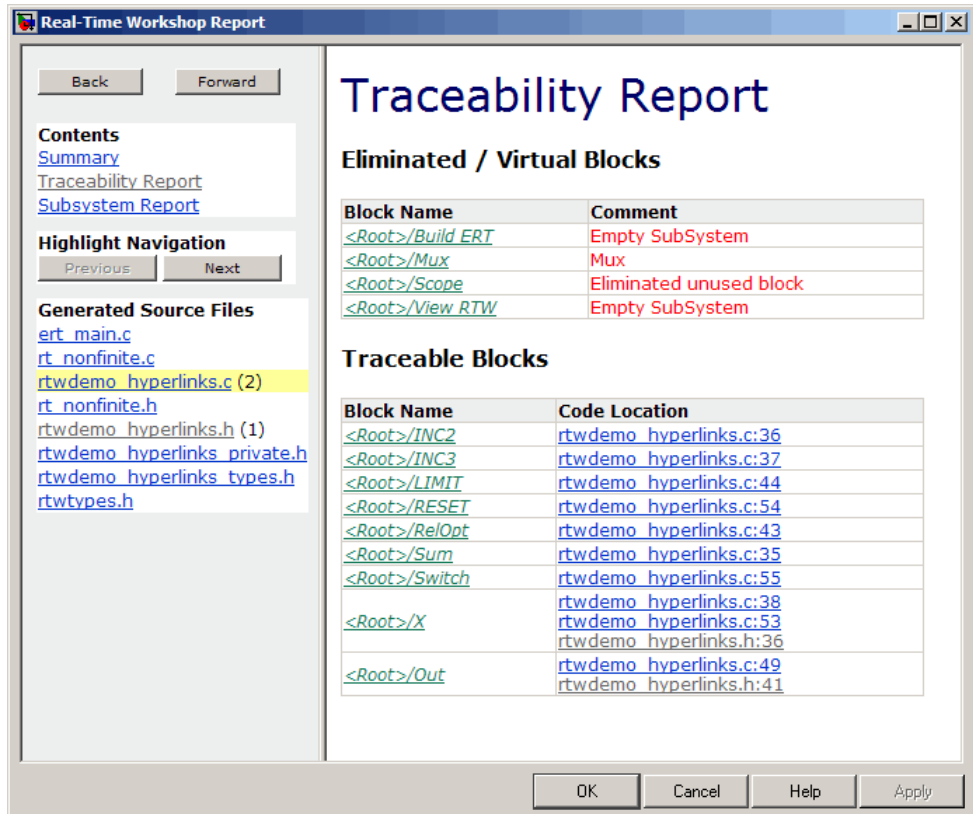 Real-Time Workshop Report
Back Forward
Contents
Summary
Traceability Report
Subsystem Report
Highlight Navigation
Previous Next
Generated Source Files
ert_main.c
rt_nonfinite.c
rtwdemo_hyperlinks.c (2)
rt_nonfinite.h
rtwdemo_hyperlinks.h (1)
rtwdemo_hyperlinks_private.h
rtwdemo_hyperlinks_types.h
rtwtypes.h
Traceability Report
Eliminated / Virtual Blocks
Block Name Comment
<Root>/Build ERT Empty SubSystem
<Root>/Mux Mux
<Root>/Scope Eliminated unused block
<Root>/View RTW Empty SubSystem
Traceable Blocks
Block Name Code Location
<Root>/INC2 rtwdemo_hyperlinks.c:36
<Root>/INC3 rtwdemo_hyperlinks.c:37
<Root>/LIMIT rtwdemo_hyperlinks.c:44
<Root>/RESET rtwdemo_hyperlinks.c:54
<Root>/RelOpt rtwdemo_hyperlinks.c:43
<Root>/Sum rtwdemo_hyperlinks.c:35
<Root>/Switch rtwdemo_hyperlinks.c:55
<Root>/X
rtwdemo_hyperlinks.c:38
rtwdemo_hyperlinks.c:53
rtwdemo_hyperlinks.h:36
<Root>/Out
rtwdemo_hyperlinks.c:49
rtwdemo_hyperlinks.h:41
OK Cancel Help Apply